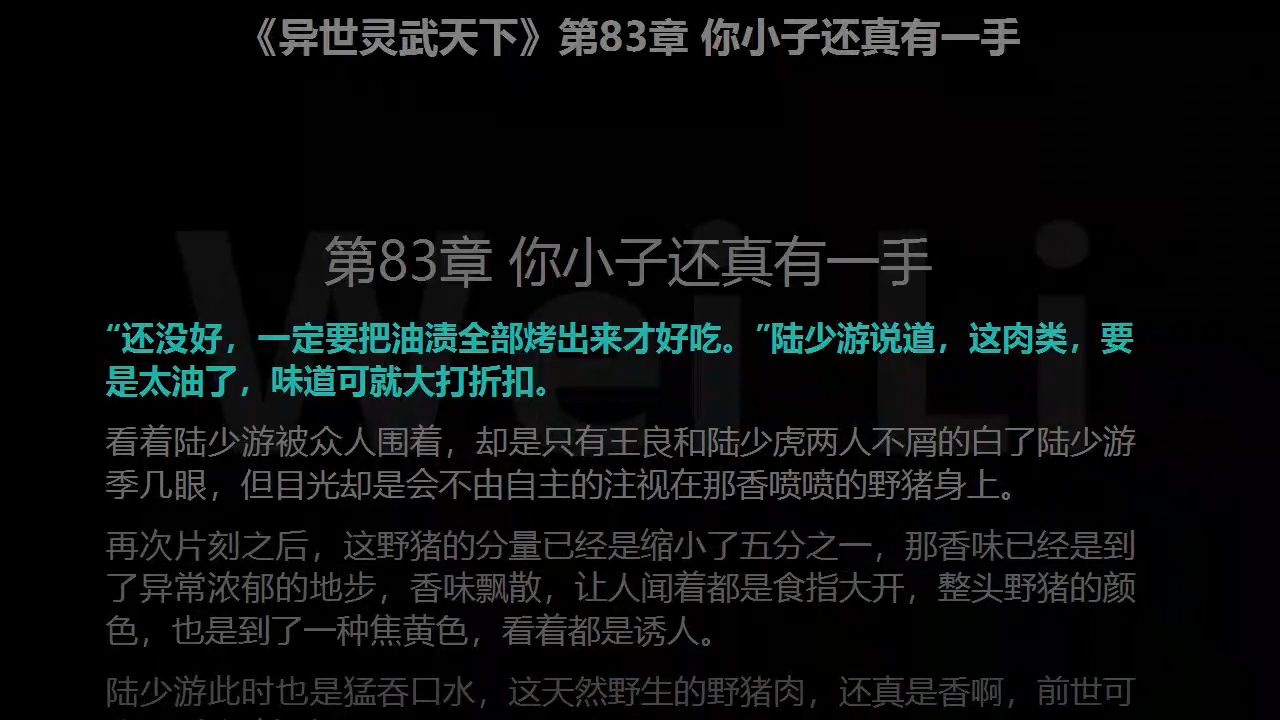 《异世灵武天下》第83章 你小子还真有一手
Wei Li
第83章 你小子还真有一手
“还没好，一定要把油渍全部烤出来才好吃。”陆少游说道，这肉类，要
是太油了，味道可就大打折扣。
看着陆少游被众人围着，却是只有王良和陆少虎两人不屑的白了陆少游
季几眼，但目光却是会不由自主的注视在那香喷喷的野猪身上。
再次片刻之后，这野猪的分量已经是缩小了五分之一，那香味已经是到
了异常浓郁的地步，香味飘散，让人闻着都是食指大开，整头野猪的颜
色，也是到了一种焦黄色，看着都是诱人。
陆少游此时也是猛吞口水，这天然野生的野猪肉，还真是香啊，前世可